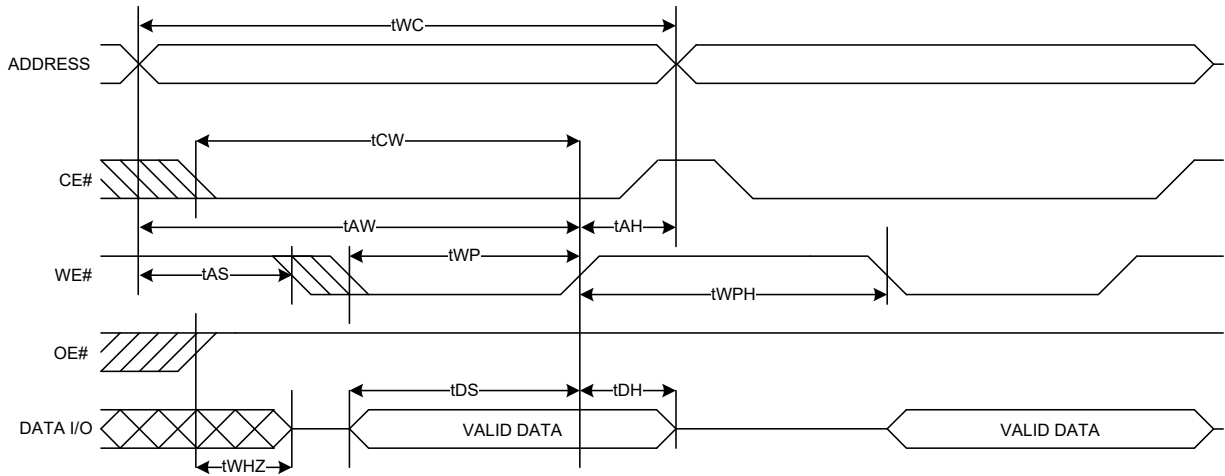 tWC
ADDRESS
tCW
CE#
tAW
tAH
tWP
WE#
tAS
tWPH
OE#
tDS
tDH
DATA I/O
VALID DATA
VALID DATA
tWHZ